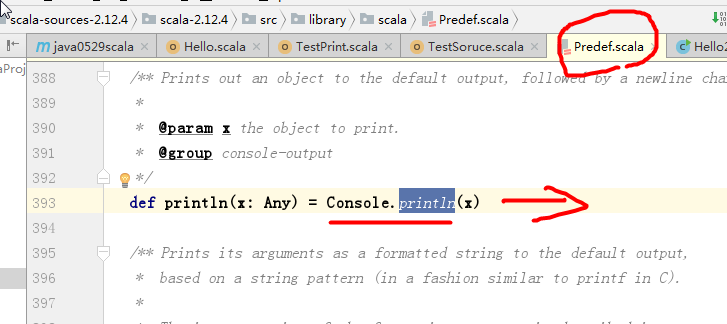 scala-sources-2.12.4 scala-2.12.4 src library scala Predef.scala
aProj
java0529scala Hello.scala TestPrint.scala TestSoruce.scala Predef.scala Hello2
388 /** Prints out an object to the default output, followed by a newline cha
389 *
390 * @param x the object to print.
391 * @group console-output
392 */
393 def println(x: Any) = Console.println(x)
394
395 /** Prints its arguments as a formatted string to the default output,
396 * based on a string pattern (in a fashion similar to printf in C).
397 *